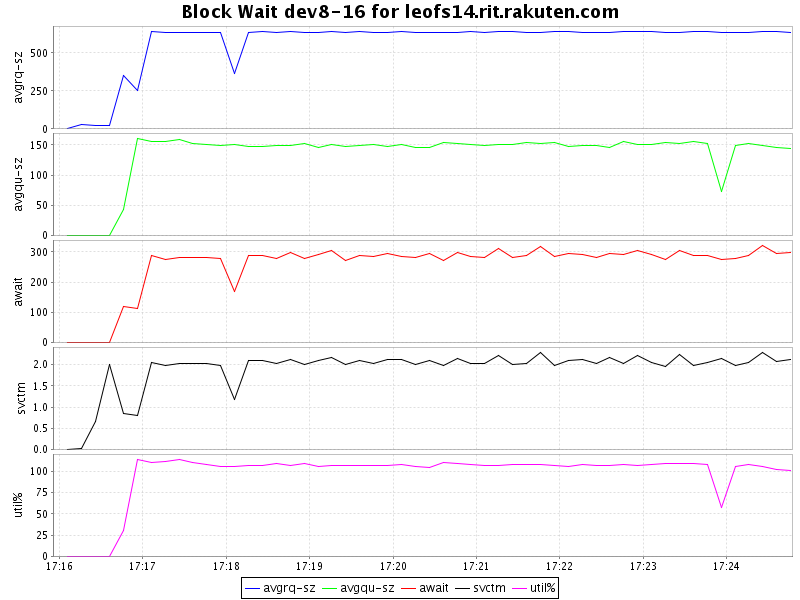 Block Wait dev8-16 for leofs14.rit.rakuten.com
avgrq-sz
500
250
0
avgqu-sz
150
100
50
0
await
300
200
100
0
svctm
2.0
1.5
1.0
0.5
0.0
util%
100
75
50
25
0
17:16 17:17 17:18 17:19 17:20 17:21 17:22 17:23 17:24
avgrq-sz avgqu-sz await svctm util%